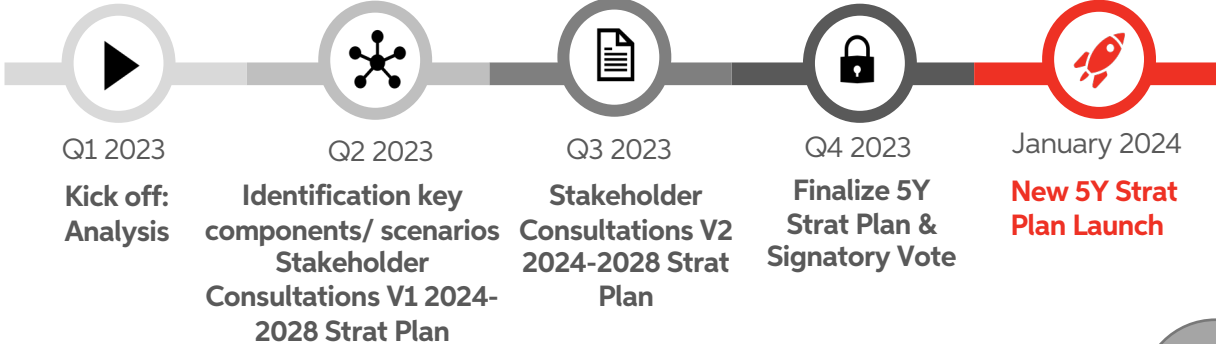 Q1 2023
Kick off:
Analysis
Q2 2023
Identification key
components/ scenarios
Stakeholder
Consultations V1 2024-
2028 Strat Plan
Q3 2023
Stakeholder
Consultations V2
2024-2028 Strat
Plan
Q4 2023
Finalize 5Y
Strat Plan &
Signatory Vote
January 2024
New 5Y Strat
Plan Launch